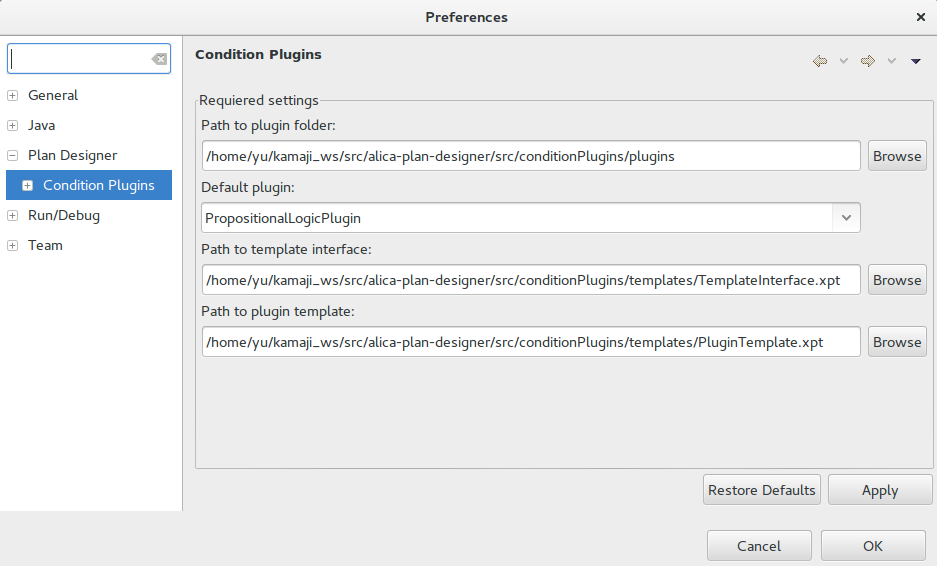 Preferences
General
Java
Plan Designer
Condition Plugins
Run/Debug
Team
Condition Plugins
Requiered settings
Path to plugin folder:
/home/yu/kamaji_ws/src/alica-plan-designer/src/conditionPlugins/plugins
Browse
Default plugin:
PropositionalLogicPlugin
Path to template interface:
/home/yu/kamaji_ws/src/alica-plan-designer/src/conditionPlugins/templates/TemplateInterface.xpt
Browse
Path to plugin template:
/home/yu/kamaji_ws/src/alica-plan-designer/src/conditionPlugins/templates/PluginTemplate.xpt
Browse
Restore Defaults
Apply
Cancel
OK